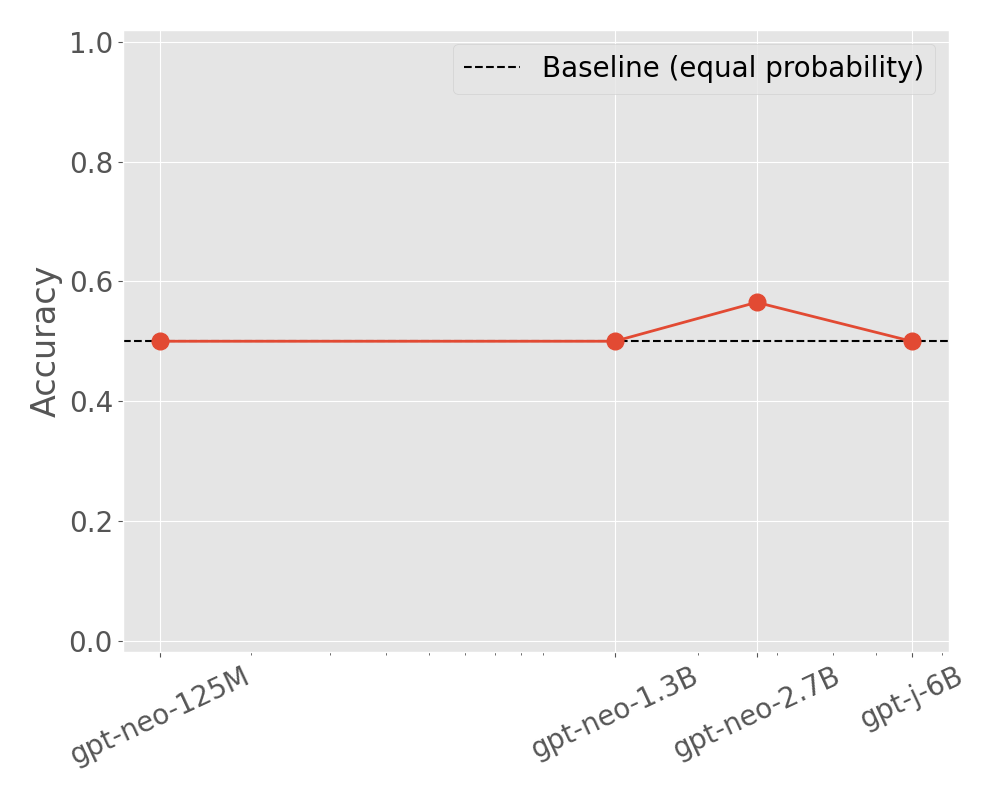 Baseline (equal probability)
Accuracy
1.0
0.8
0.6
0.4
0.2
0.0
gpt-neo-125M
gpt-neo-1.3B
gpt-neo-2.7B
gpt-j-6B